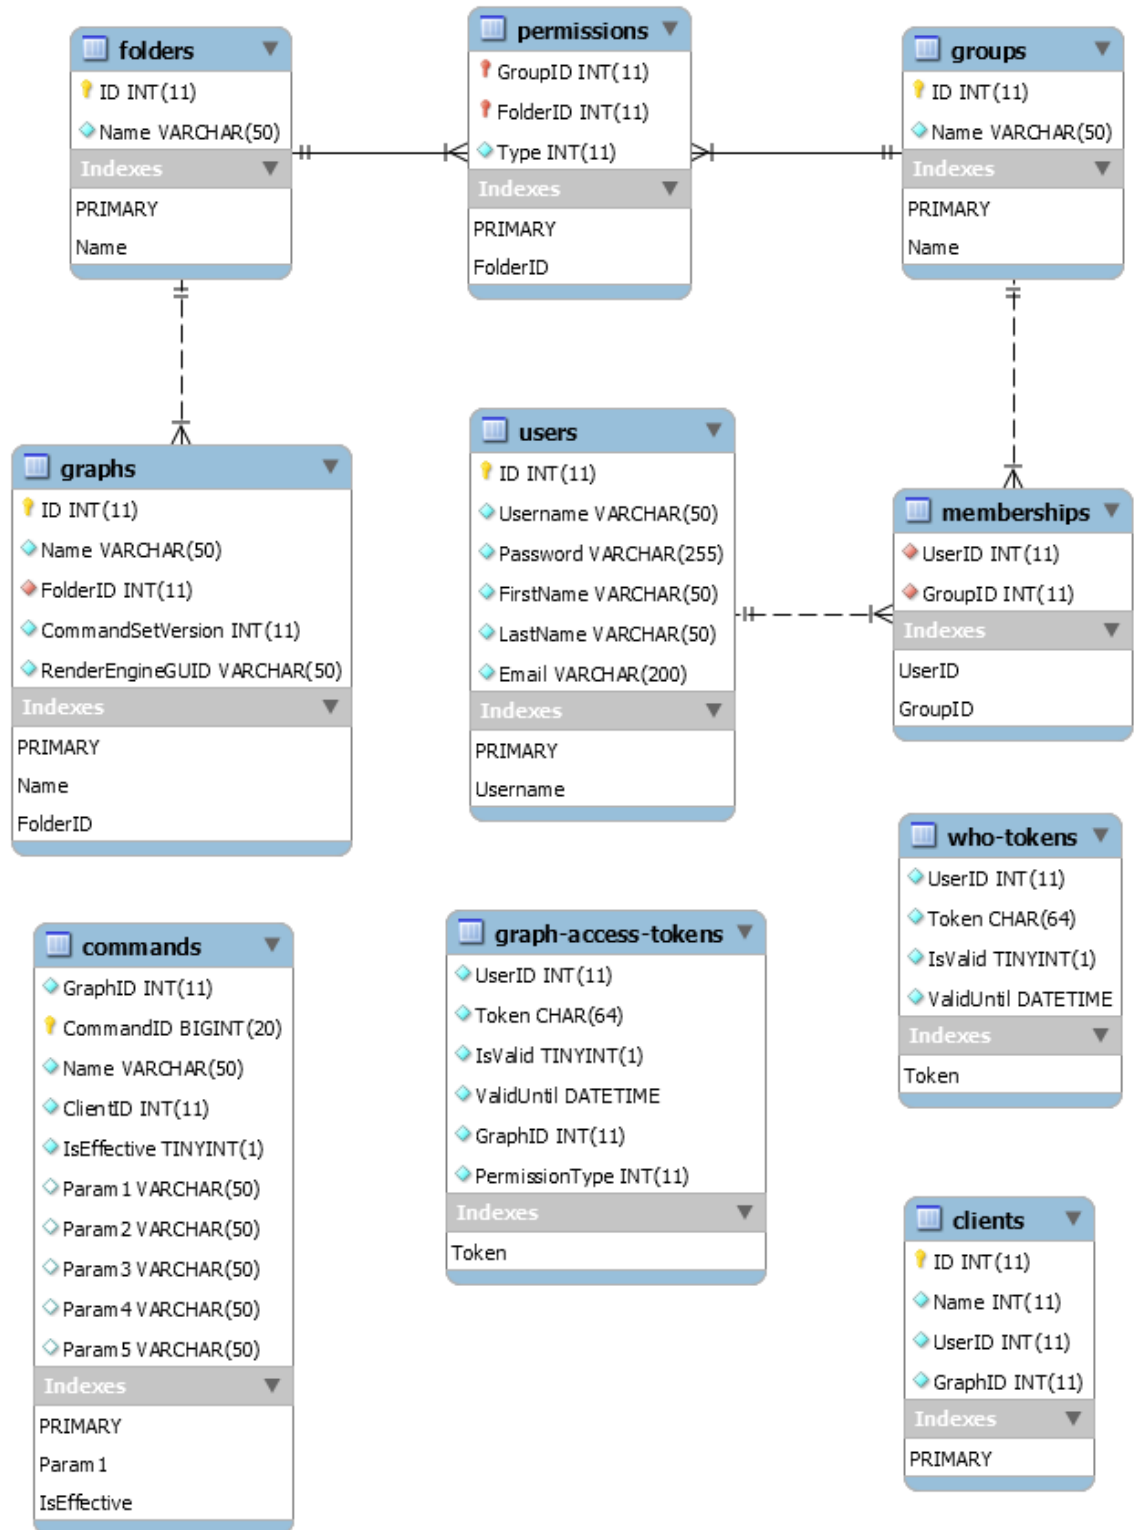 folders
ID INT(11)
Name VARCHAR(50)
Indexes
PRIMARY
Name
permissions
GroupID INT(11)
FolderID INT(11)
Type INT(11)
Indexes
PRIMARY
FolderID
groups
ID INT(11)
Name VARCHAR(50)
Indexes
PRIMARY
Name
graphs
ID INT(11)
Name VARCHAR(50)
FolderID INT(11)
CommandSetVersion INT(11)
RenderEngineGUID VARCHAR(50)
Indexes
PRIMARY
Name
FolderID
users
ID INT(11)
Username VARCHAR(50)
Password VARCHAR(255)
FirstName VARCHAR(50)
LastName VARCHAR(50)
Email VARCHAR(200)
Indexes
PRIMARY
Username
memberships
UserID INT(11)
GroupID INT(11)
Indexes
UserID
GroupID
who-tokens
UserID INT(11)
Token CHAR(64)
IsValid TINYINT(1)
ValidUntil DATETIME
Indexes
Token
commands
GraphID INT(11)
CommandID BIGINT(20)
Name VARCHAR(50)
ClientID INT(11)
IsEffective TINYINT(1)
Param1 VARCHAR(50)
Param2 VARCHAR(50)
Param3 VARCHAR(50)
Param4 VARCHAR(50)
Param5 VARCHAR(50)
Indexes
PRIMARY
Param1
IsEffective
graph-access-tokens
UserID INT(11)
Token CHAR(64)
IsValid TINYINT(1)
ValidUntil DATETIME
GraphID INT(11)
PermissionType INT(11)
Indexes
Token
clients
ID INT(11)
Name INT(11)
UserID INT(11)
GraphID INT(11)
Indexes
PRIMARY